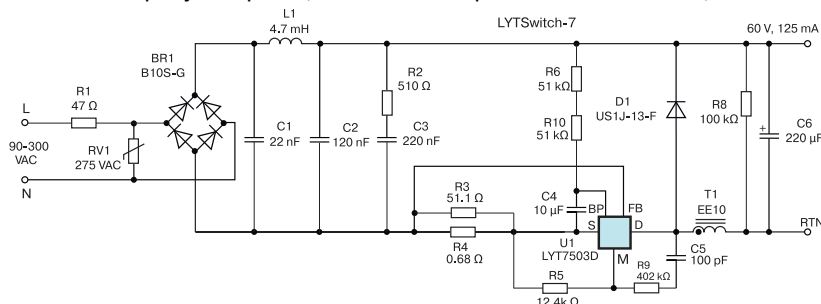 L1
4.7 mH
LYTSwitch-7
60 V, 125 mA
BR1
B10S-G
R1
47 Ω
L
90-300
VAC
N
RV1
275 VAC
C1
22 nF
C2
120 nF
R2
510 Ω
C3
220 nF
R6
51 kΩ
R10
51 kΩ
D1
US1J-13-F
R8
100 kΩ
C6
+
220 µF
R3
51.1 Ω
R4
0.68 Ω
C4
10 µF
BP
FB
S
D
U1
LYT7503D
M
T1
EE10
RTN
C5
100 pF
R5
12.4k Ω
R9
402 kΩ